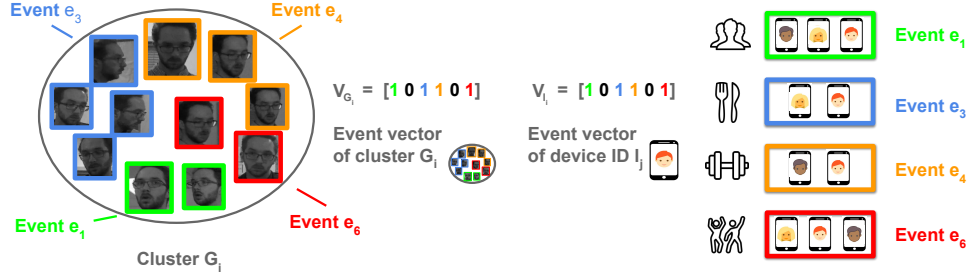 Event e3
Event e4
Event e1
Event e6
Cluster Gi
VGi = [1 0 1 1 0 1]
Event vector
of cluster Gi
VIi = [1 0 1 1 0 1]
Event vector
of device ID Ij
Event e1
Event e3
Event e4
Event e6